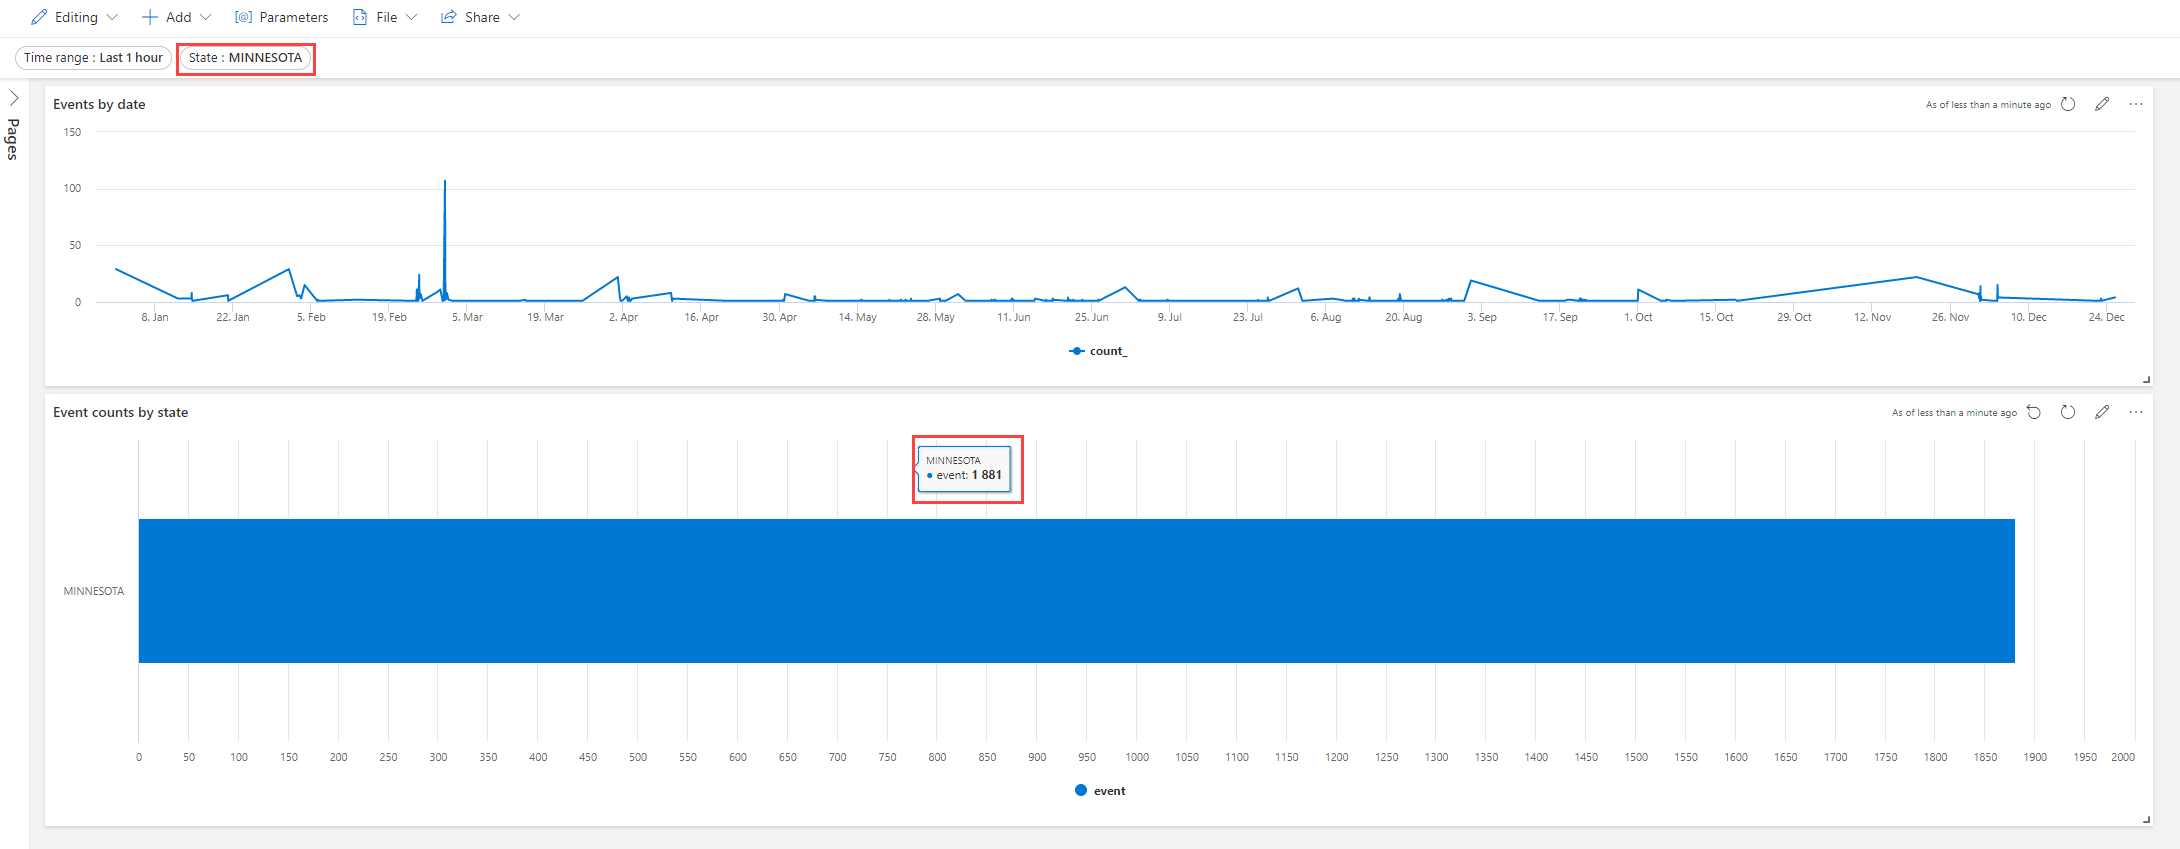 Editing Add Parameters File Share
Time range : Last 1 hour State : MINNESOTA
Pages
Events by date As of less than a minute ago
150
100
50
0
8. Jan 22. Jan 5. Feb 19. Feb 5. Mar 19. Mar 2. Apr 16. Apr 30. Apr 14. May 28. May 11. Jun 25. Jun 9. Jul 23. Jul 6. Aug 20. Aug 3. Sep 17. Sep 1. Oct 15. Oct 29. Oct 12. Nov 26. Nov 10. Dec 24. Dec
count_
Event counts by state As of less than a minute ago
MINNESOTA
event: 1 881
MINNESOTA
0 50 100 150 200 250 300 350 400 450 500 550 600 650 700 750 800 850 900 950 1000 1050 1100 1150 1200 1250 1300 1350 1400 1450 1500 1550 1600 1650 1700 1750 1800 1850 1900 1950 2000
event